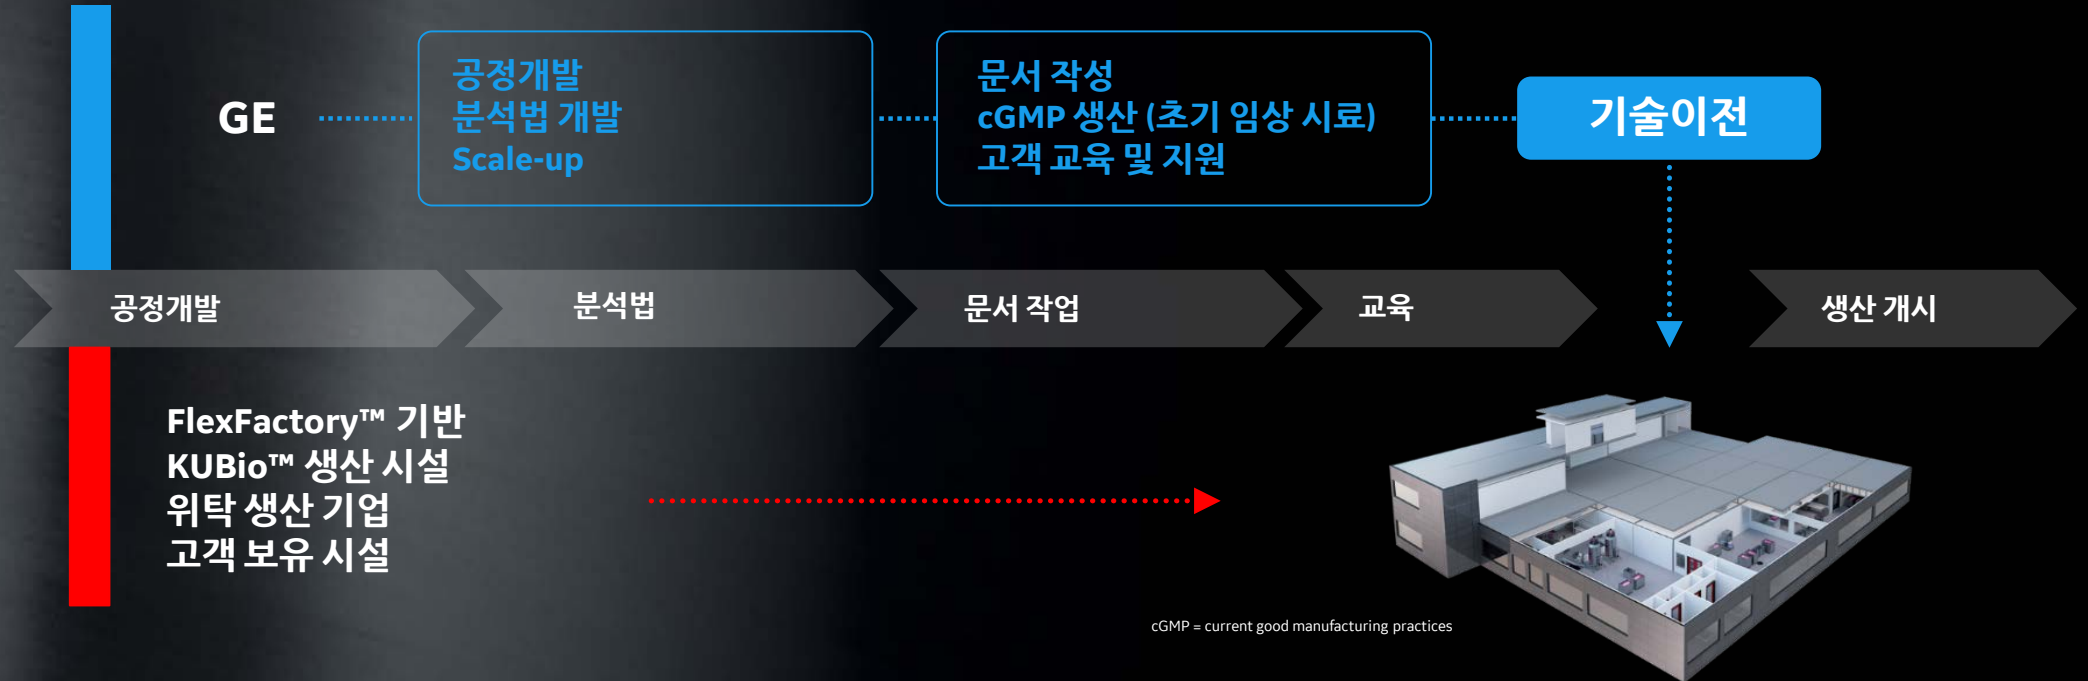 GE
공정개발
분석법 개발
Scale-up
문서 작성
cGMP 생산 (초기 임상 시료)
고객 교육 및 지원
기술이전
공정개발
분석법
문서 작업
교육
생산 개시
FlexFactory™ 기반
KUBio™ 생산 시설
위탁 생산 기업
고객 보유 시설
cGMP = current good manufacturing practices